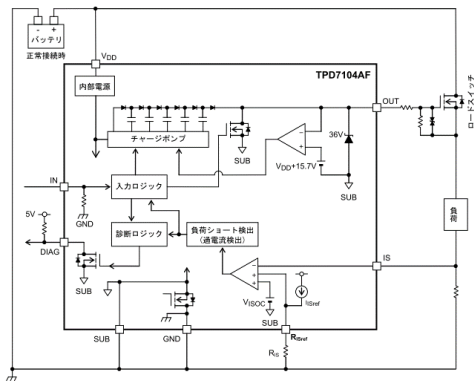 - +
バッテリ
正常接続時
VDD
TPD7104AF
内部電源
OUT
ロードスイッチ
チャージポンプ
SUB
36V
VDD+15.7V
SUB
IN
入力ロジック
GND
5V
負荷
診断ロジック
負荷ショート検出
(過電流検出)
DIAG
IS
SUB
VISOC
IISref
SUB
SUB
GND
RISref
RIS